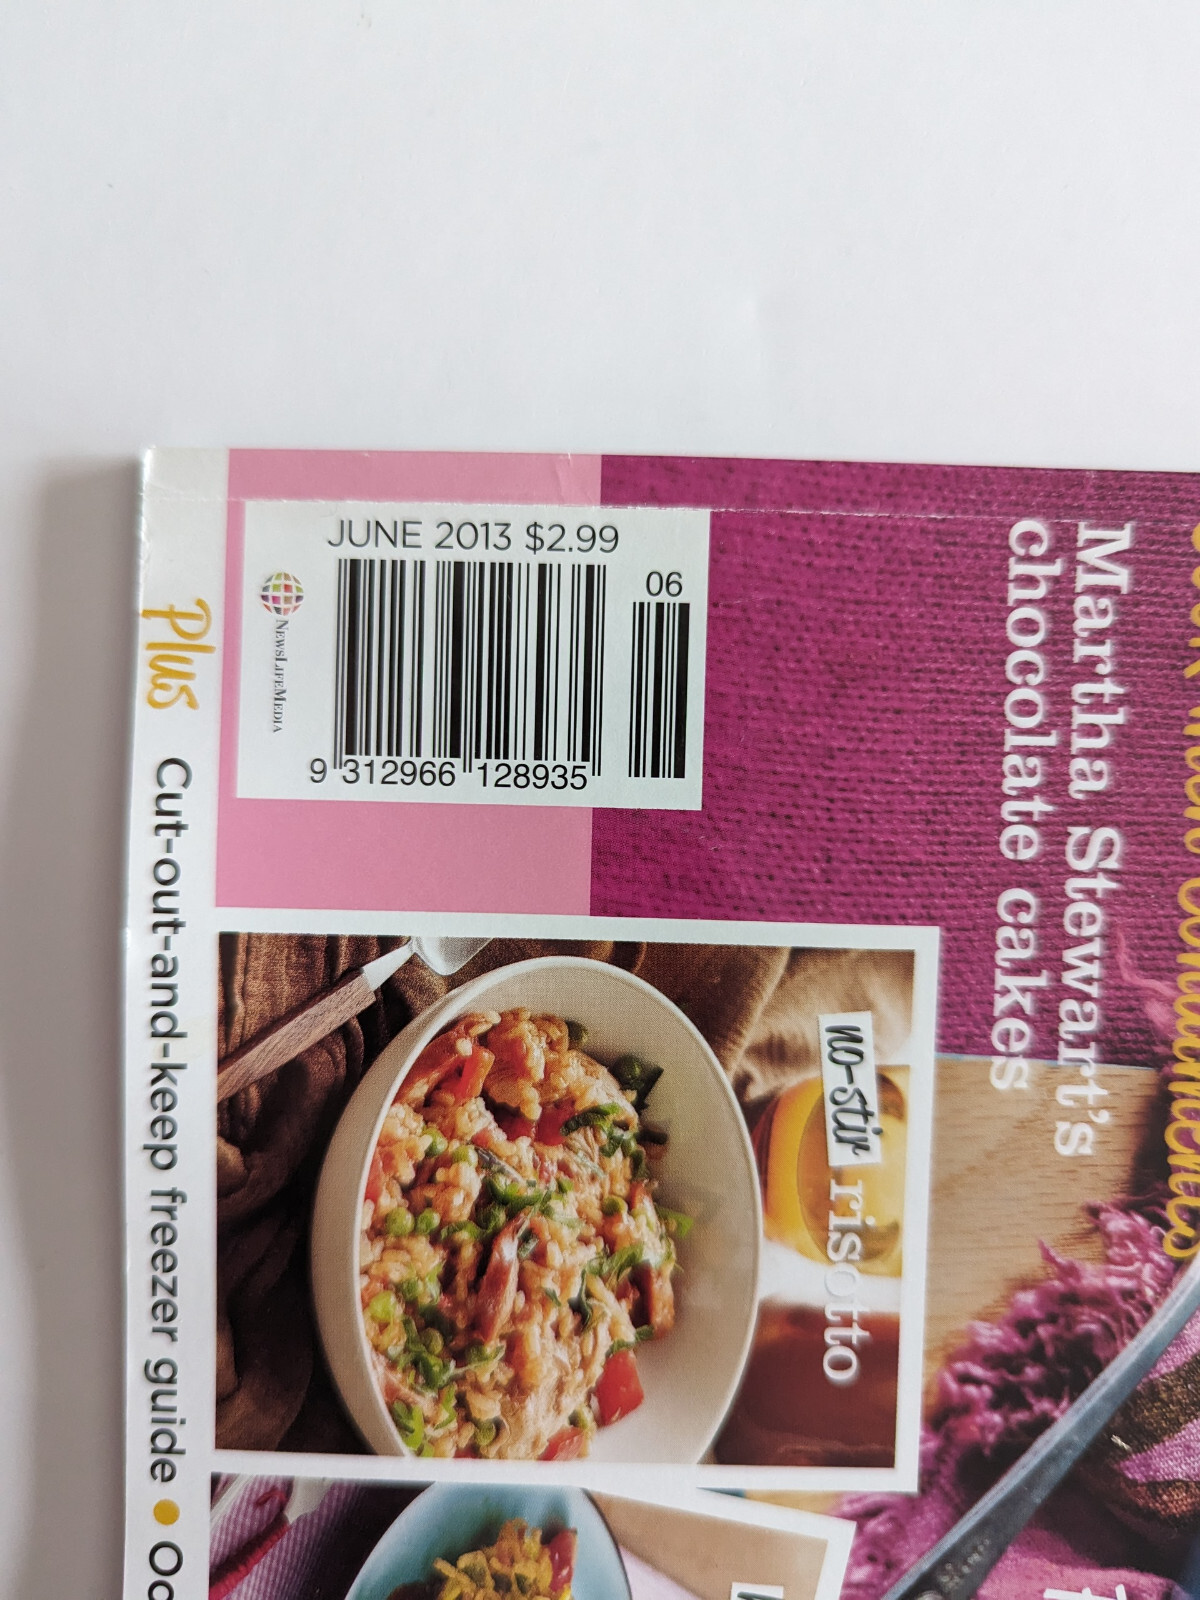 JUNE 2013 $2.99
06
NEWSLIFEMEDIA
9 312966 128935
Martha Stewart's
chocolate cakes
no-stir risotto
Plus Cut-out-and-keep freezer guide •